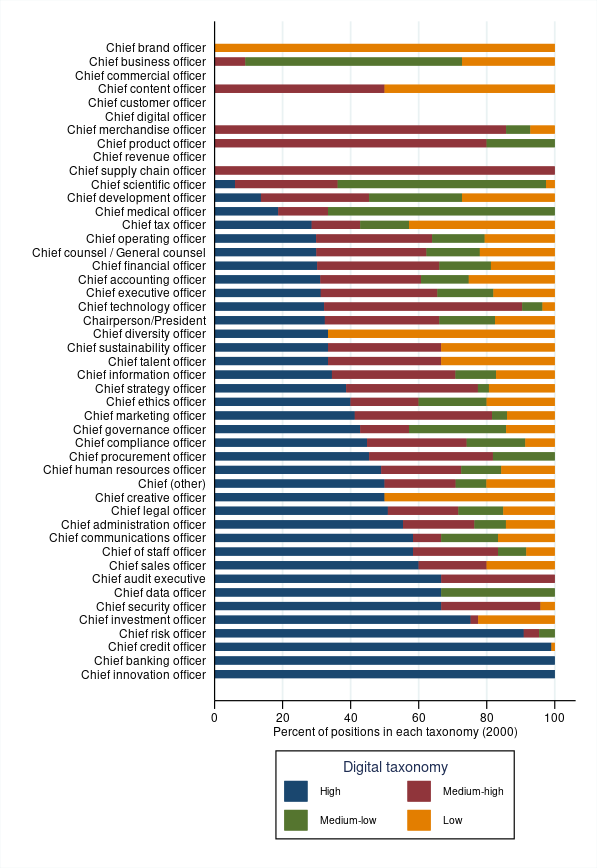 Chief brand officer
Chief business officer
Chief commercial officer
Chief content officer
Chief customer officer
Chief digital officer
Chief merchandise officer
Chief product officer
Chief revenue officer
Chief supply chain officer
Chief scientific officer
Chief development officer
Chief medical officer
Chief tax officer
Chief operating officer
Chief counsel / General counsel
Chief financial officer
Chief accounting officer
Chief executive officer
Chief technology officer
Chairperson/President
Chief diversity officer
Chief sustainability officer
Chief talent officer
Chief information officer
Chief strategy officer
Chief ethics officer
Chief marketing officer
Chief governance officer
Chief compliance officer
Chief procurement officer
Chief human resources officer
Chief (other)
Chief creative officer
Chief legal officer
Chief administration officer
Chief communications officer
Chief of staff officer
Chief sales officer
Chief audit executive
Chief data officer
Chief security officer
Chief investment officer
Chief risk officer
Chief credit officer
Chief banking officer
Chief innovation officer
0 20 40 60 80 100
Percent of positions in each taxonomy (2000)
Digital taxonomy
High Medium-high
Medium-low Low